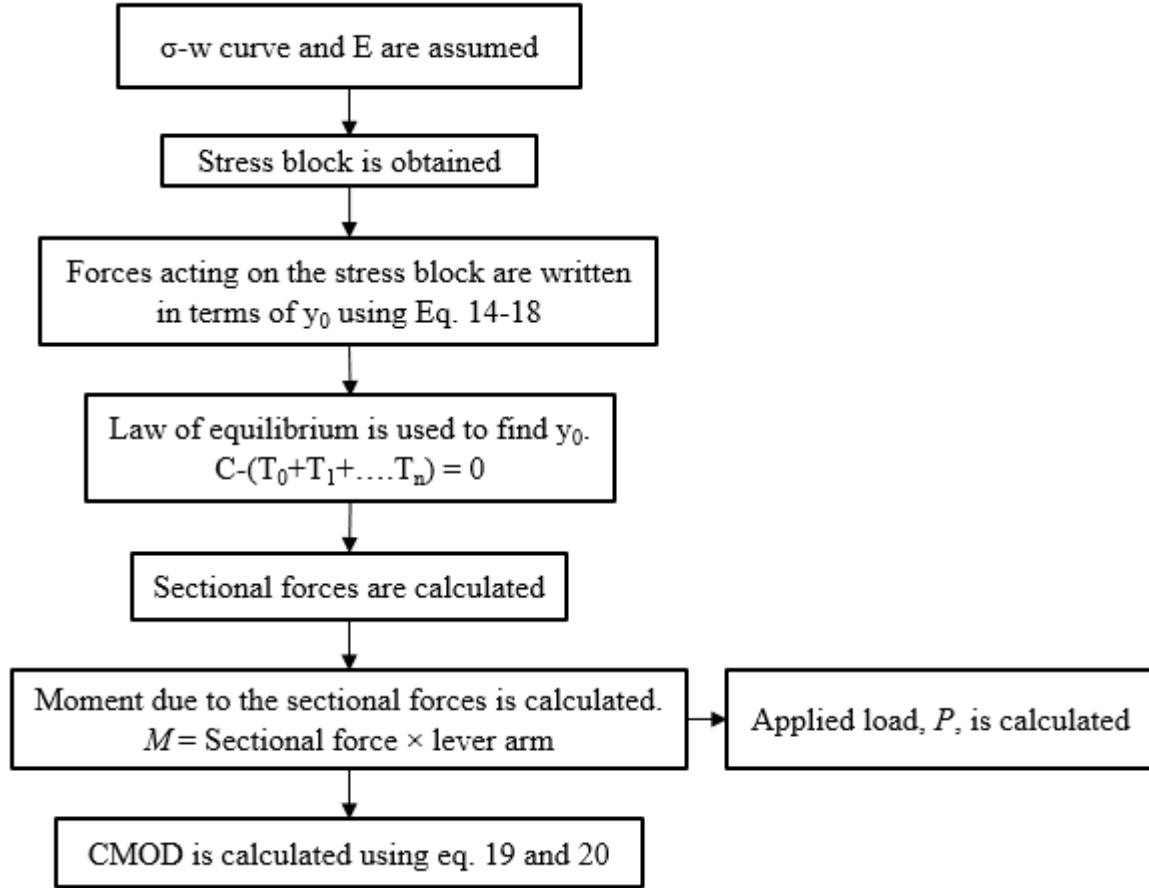 σ-w curve and E are assumed
Stress block is obtained
Forces acting on the stress block are written
in terms of y₀ using Eq. 14-18
Law of equilibrium is used to find y₀.
C-(T₀+T₁+….Tₙ) = 0
Sectional forces are calculated
Moment due to the sectional forces is calculated.
M = Sectional force × lever arm
Applied load, P, is calculated
CMOD is calculated using eq. 19 and 20